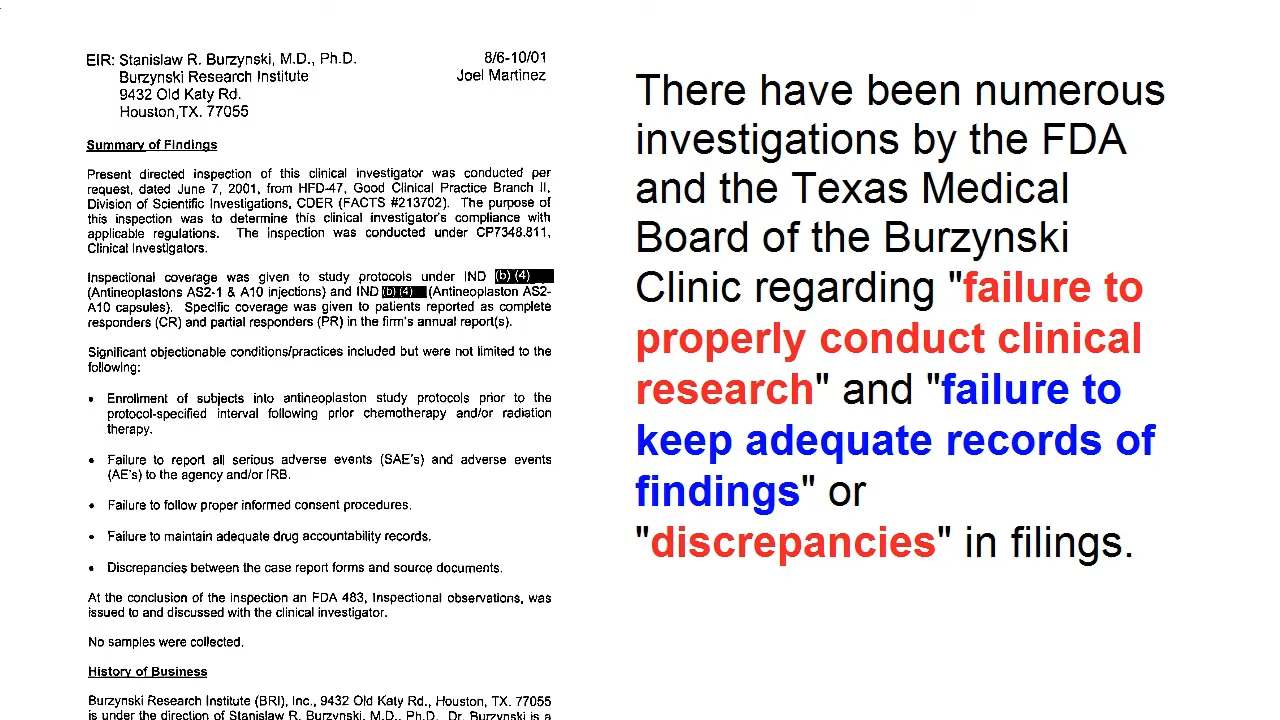 EIR: Stanislaw R. Burzynski, M.D., Ph.D. 8/6-10/01
Burzynski Research Institute Joel Martinez
9432 Old Katy Rd.
Houston,TX. 77055
Summary of Findings
Present directed inspection of this clinical investigator was conducted per
request, dated June 7, 2001, from HFD-47, Good Clinical Practice Branch II,
Division of Scientific Investigations, CDER (FACTS #213702). The purpose of
this inspection was to determine this clinical investigator's compliance with
applicable regulations. The inspection was conducted under CP7348.811,
Clinical Investigators.
Inspectional coverage was given to study protocols under IND (b) (4)
(Antineoplastons AS2-1 & A10 injections) and IND (b) (4) (Antineoplaston AS2-
A10 capsules). Specific coverage was given to patients reported as complete
responders (CR) and partial responders (PR) in the firm's annual report(s).
Significant objectionable conditions/practices included but were not limited to the
following:
• Enrollment of subjects into antineoplaston study protocols prior to the
protocol-specified interval following prior chemotherapy and/or radiation
therapy.
• Failure to report all serious adverse events (SAE's) and adverse events
(AE's) to the agency and/or IRB.
• Failure to follow proper informed consent procedures.
• Failure to maintain adequate drug accountability records.
• Discrepancies between the case report forms and source documents.
At the conclusion of the inspection an FDA 483, Inspectional observations, was
issued to and discussed with the clinical investigator.
No samples were collected.
History of Business
Burzynski Research Institute (BRI), Inc., 9432 Old Katy Rd., Houston, TX. 77055
is under the direction of Stanislaw R. Burzynski, M.D., Ph.D. Dr. Burzynski is a
There have been numerous
investigations by the FDA
and the Texas Medical
Board of the Burzynski
Clinic regarding "failure to
properly conduct clinical
research" and "failure to
keep adequate records of
findings" or
"discrepancies" in filings.